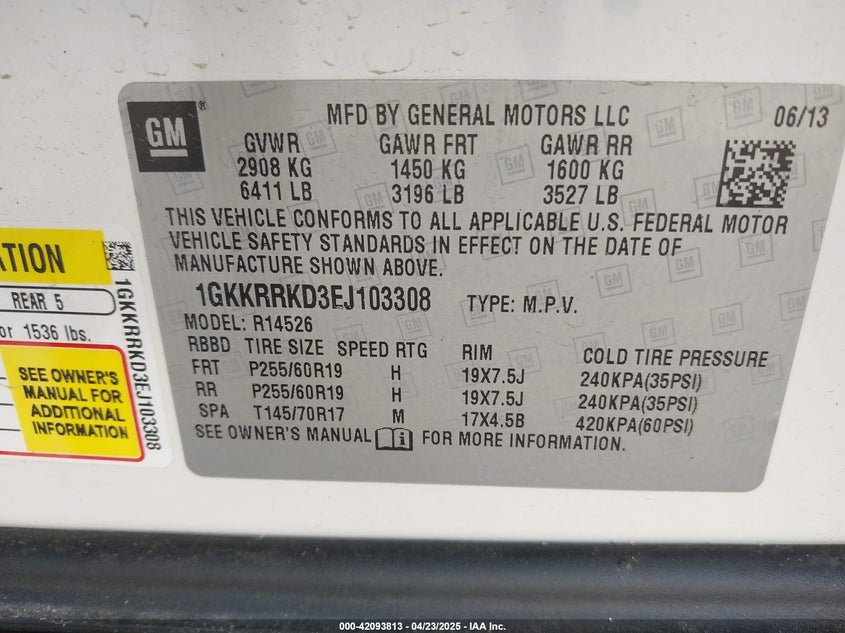 GM
®
MFD BY GENERAL MOTORS LLC
06/13
GVWR GAWR FRT GAWR RR
2908 KG 1450 KG 1600 KG
6411 LB 3196 LB 3527 LB
THIS VEHICLE CONFORMS TO ALL APPLICABLE U.S. FEDERAL MOTOR
VEHICLE SAFETY STANDARDS IN EFFECT ON THE DATE OF
MANUFACTURE SHOWN ABOVE.
1GKKRRKD3EJ103308 TYPE: M.P.V.
MODEL: R14526
RBBD TIRE SIZE SPEED RTG RIM COLD TIRE PRESSURE
FRT P255/60R19 H 19X7.5J 240KPA(35PSI)
RR P255/60R19 H 19X7.5J 240KPA(35PSI)
SPA T145/70R17 M 17X4.5B 420KPA(60PSI)
SEE OWNER'S MANUAL i FOR MORE INFORMATION.
ATION
REAR 5
or 1536 lbs.
SEE OWNER'S
MANUAL FOR
ADDITIONAL
INFORMATION
1GKKRRKD3EJ103308
000-42093813 - 04/23/2025 - IAA Inc.